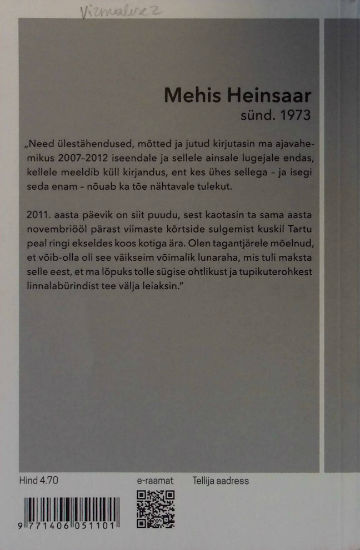 Mehis Heinsaar
sünd. 1973
„Need ülestähendused, mõtted ja jutud kirjutasin ma ajavahe-
mikus 2007–2012 iseendale ja sellele ainsale lugejale endas,
kellele meeldib küll kirjandus, ent kes ühes sellega – ja isegi
seda enam – nõuab ka tõe nähtavale tulekut.
2011. aasta päevik on siit puudu, sest kaotasin ta sama aasta
novembriööl pärast viimaste kõrtside sulgemist kuskil Tartu
peal ringi ekseldes koos kotiga ära. Olen tagantjärele mõelnud,
et võib-olla oli see väikseim võimalik lunaraha, mis tuli maksta
selle eest, et ma lõpuks tolle sügise ohtlikust ja tupikuterohkest
linnalabürindist tee välja leiaksin.“
Hind 4.70
e-raamat
Tellija aadress
9 771406 051101